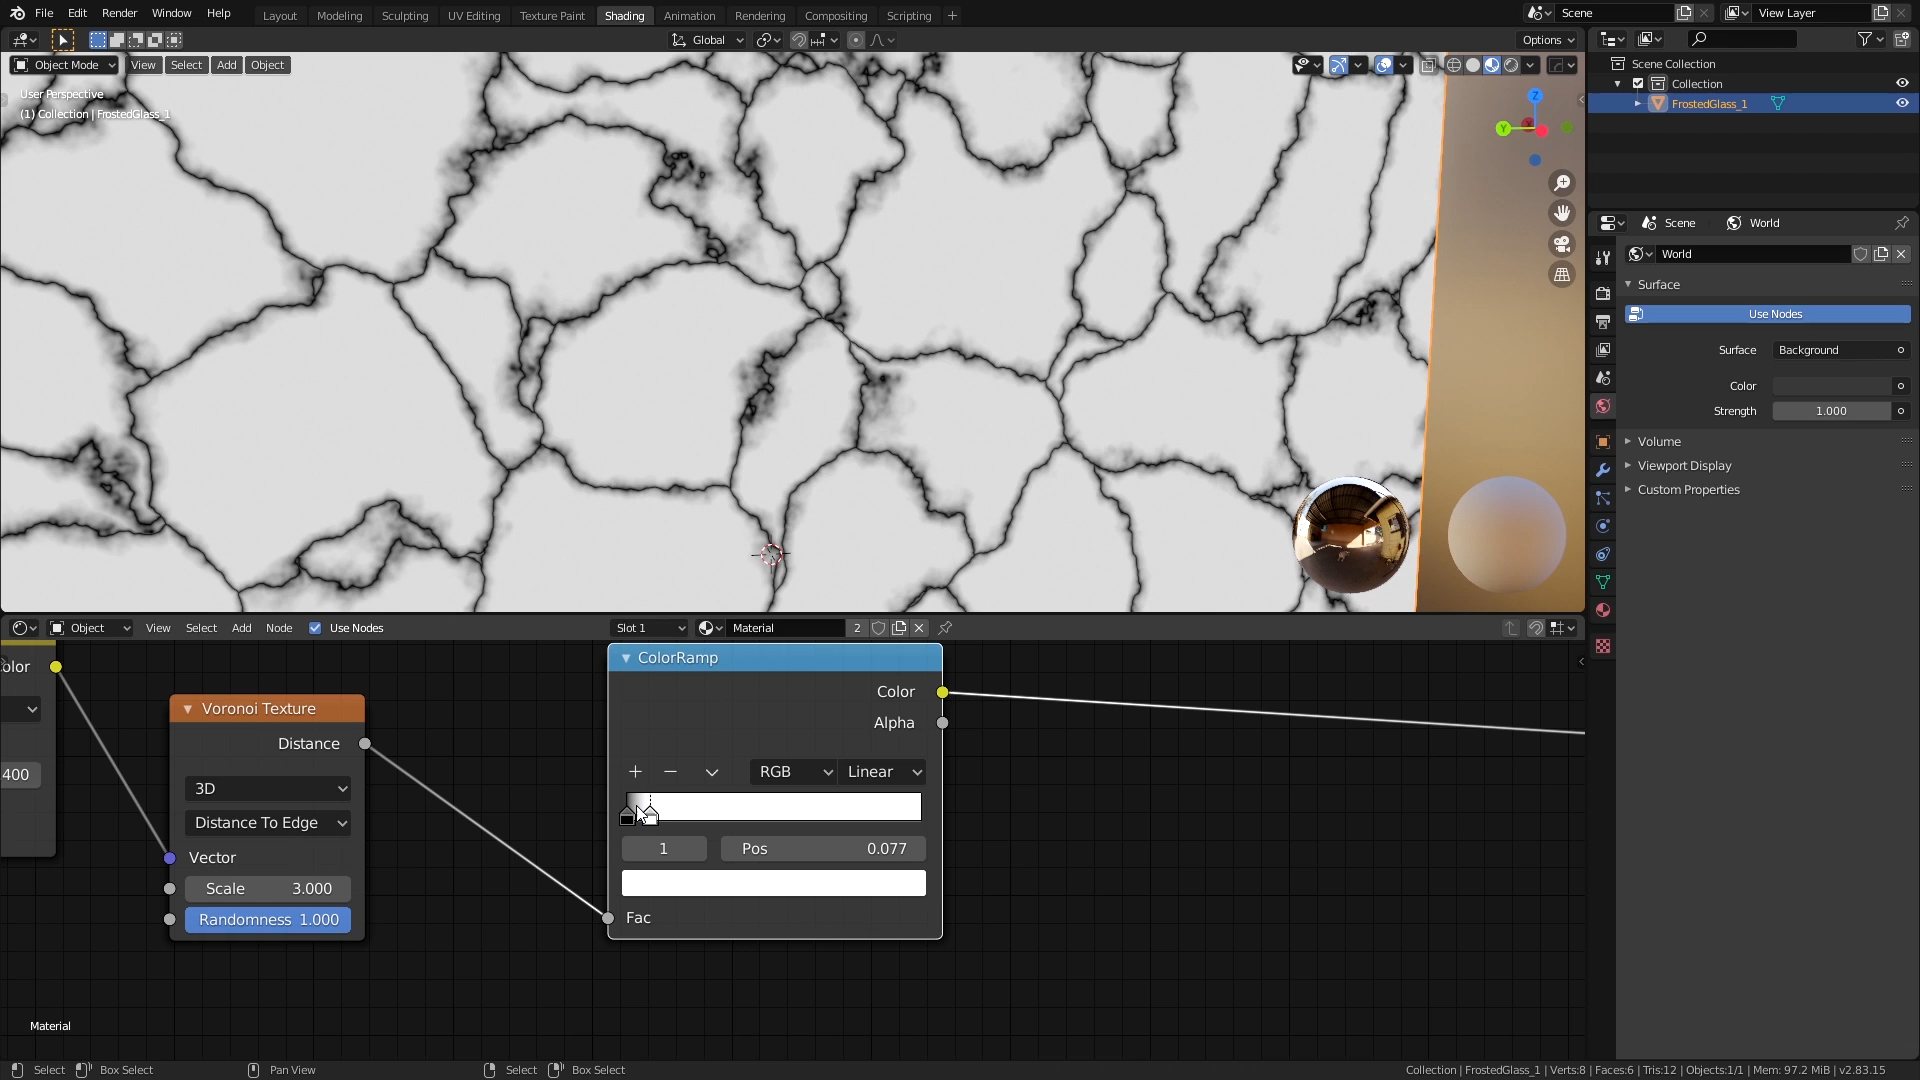 File Edit Render Window Help Layout Modeling Sculpting UV Editing Texture Paint Shading Animation Rendering Compositing Scripting + Scene View Layer
Global Options
Object Mode View Select Add Object
User Perspective
(1) Collection | FrostedGlass_1
Z
Y
Scene Collection
Collection
FrostedGlass_1
Scene World
World
Surface
Use Nodes
Surface Background
Color
Strength 1.000
Volume
Viewport Display
Custom Properties
Object View Select Add Node Use Nodes Slot 1 Material 2
olor
400
Voronoi Texture
Distance
3D
Distance To Edge
Vector
Scale 3.000
Randomness 1.000
ColorRamp
Color
Alpha
+ − RGB Linear
1 Pos 0.077
Fac
Material
Select Box Select Pan View Select Box Select Collection | FrostedGlass_1 | Verts:8 | Faces:6 | Tris:12 | Objects:1/1 | Mem: 97.2 MiB | v2.83.15